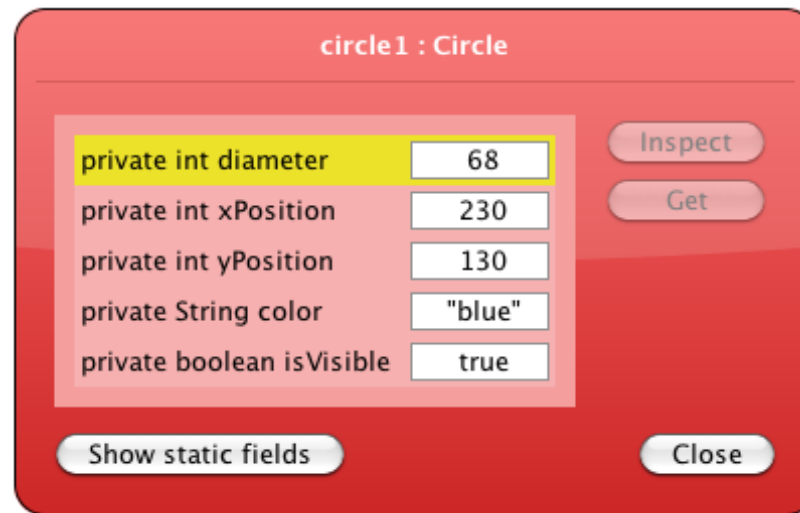 circle1 : Circle
private int diameter 68
private int xPosition 230
private int yPosition 130
private String color "blue"
private boolean isVisible true
Inspect
Get
Show static fields
Close